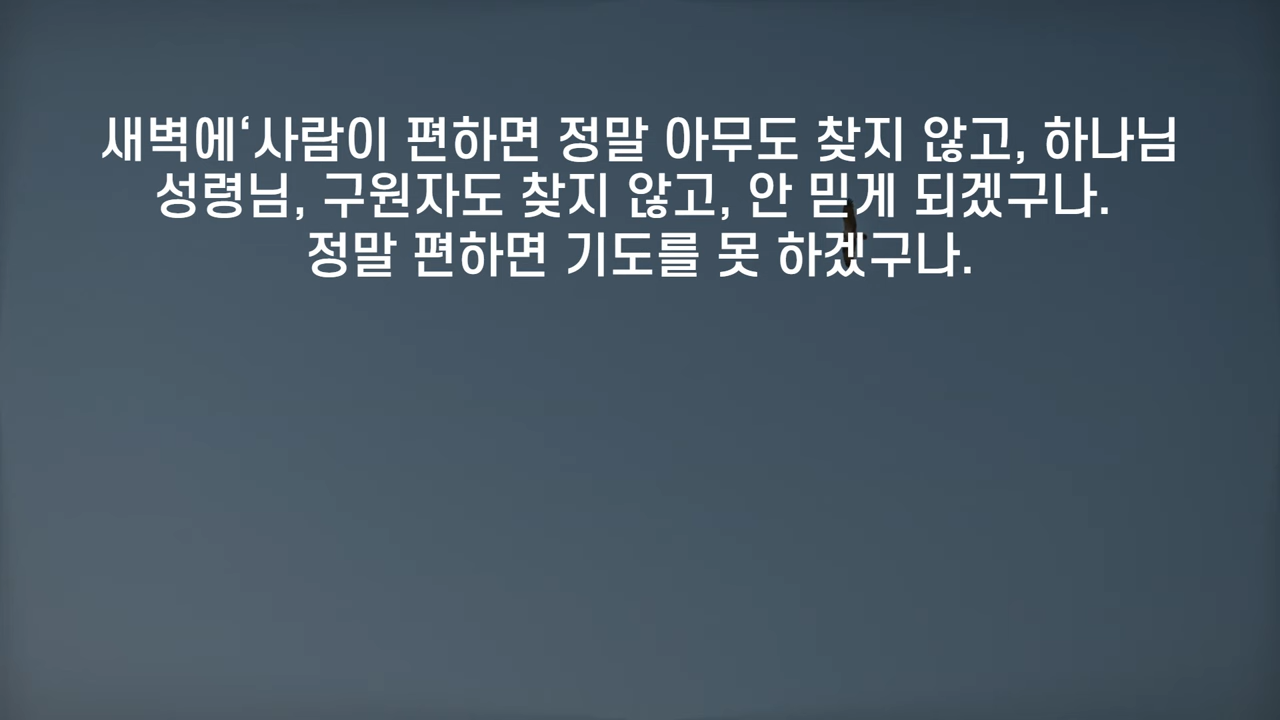 새벽에‘사람이 편하면 정말 아무도 찾지 않고, 하나님
성령님, 구원자도 찾지 않고, 안 믿게 되겠구나.
정말 편하면 기도를 못 하겠구나.